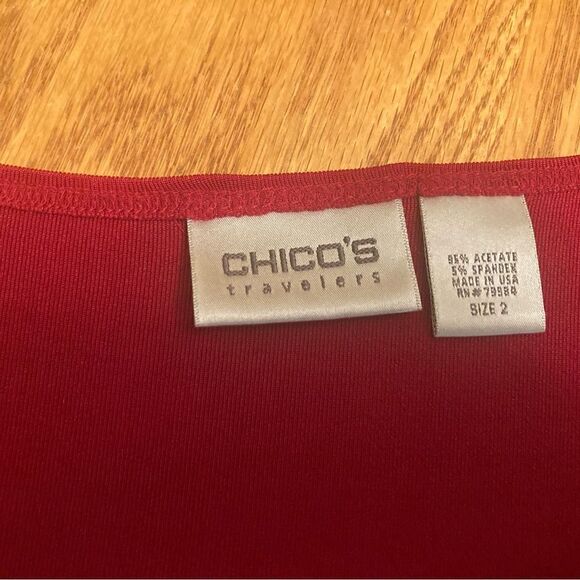 CHICO'S
travelers
95% ACETATE
5% SPANDEX
MADE IN USA
RN#79984
SIZE 2